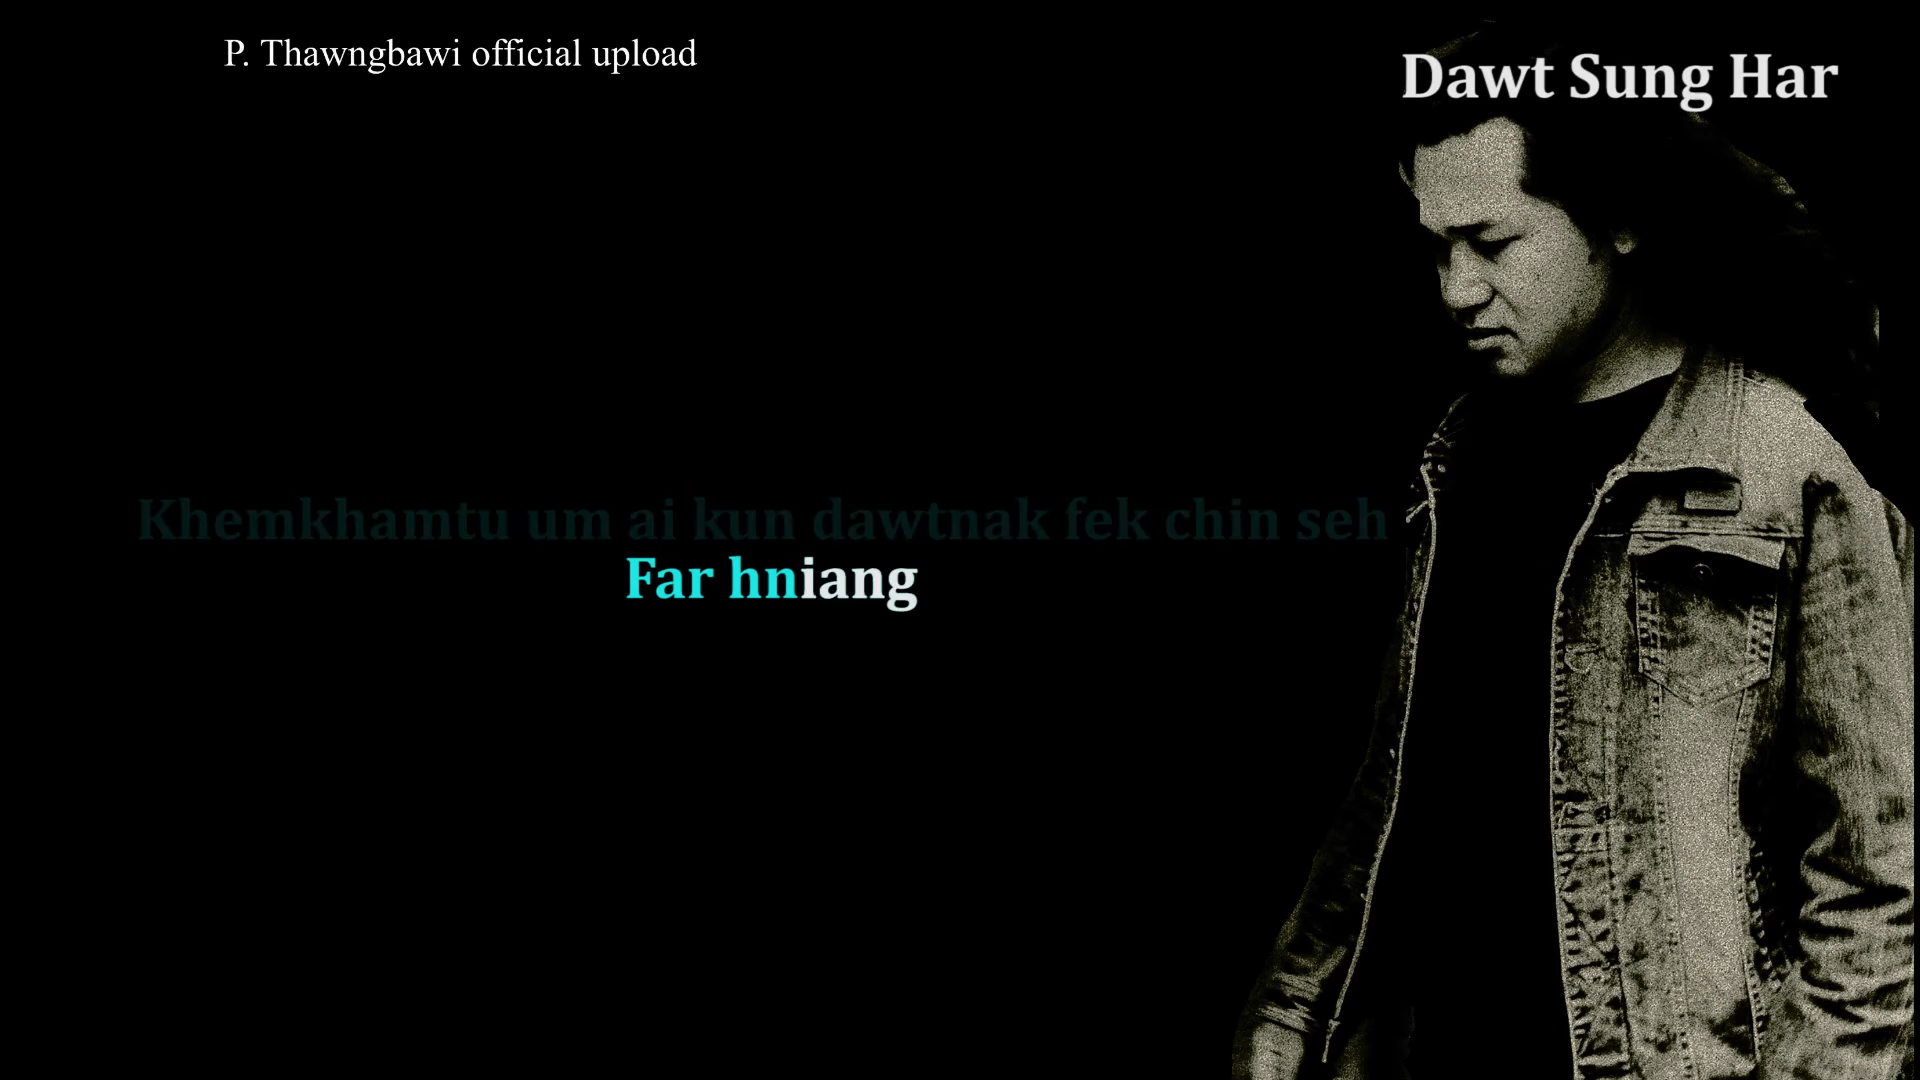 P. Thawngbawi official upload
Dawt Sung Har
Khemkhamtu um ai kun dawtnak fek chin seh
Far hniang